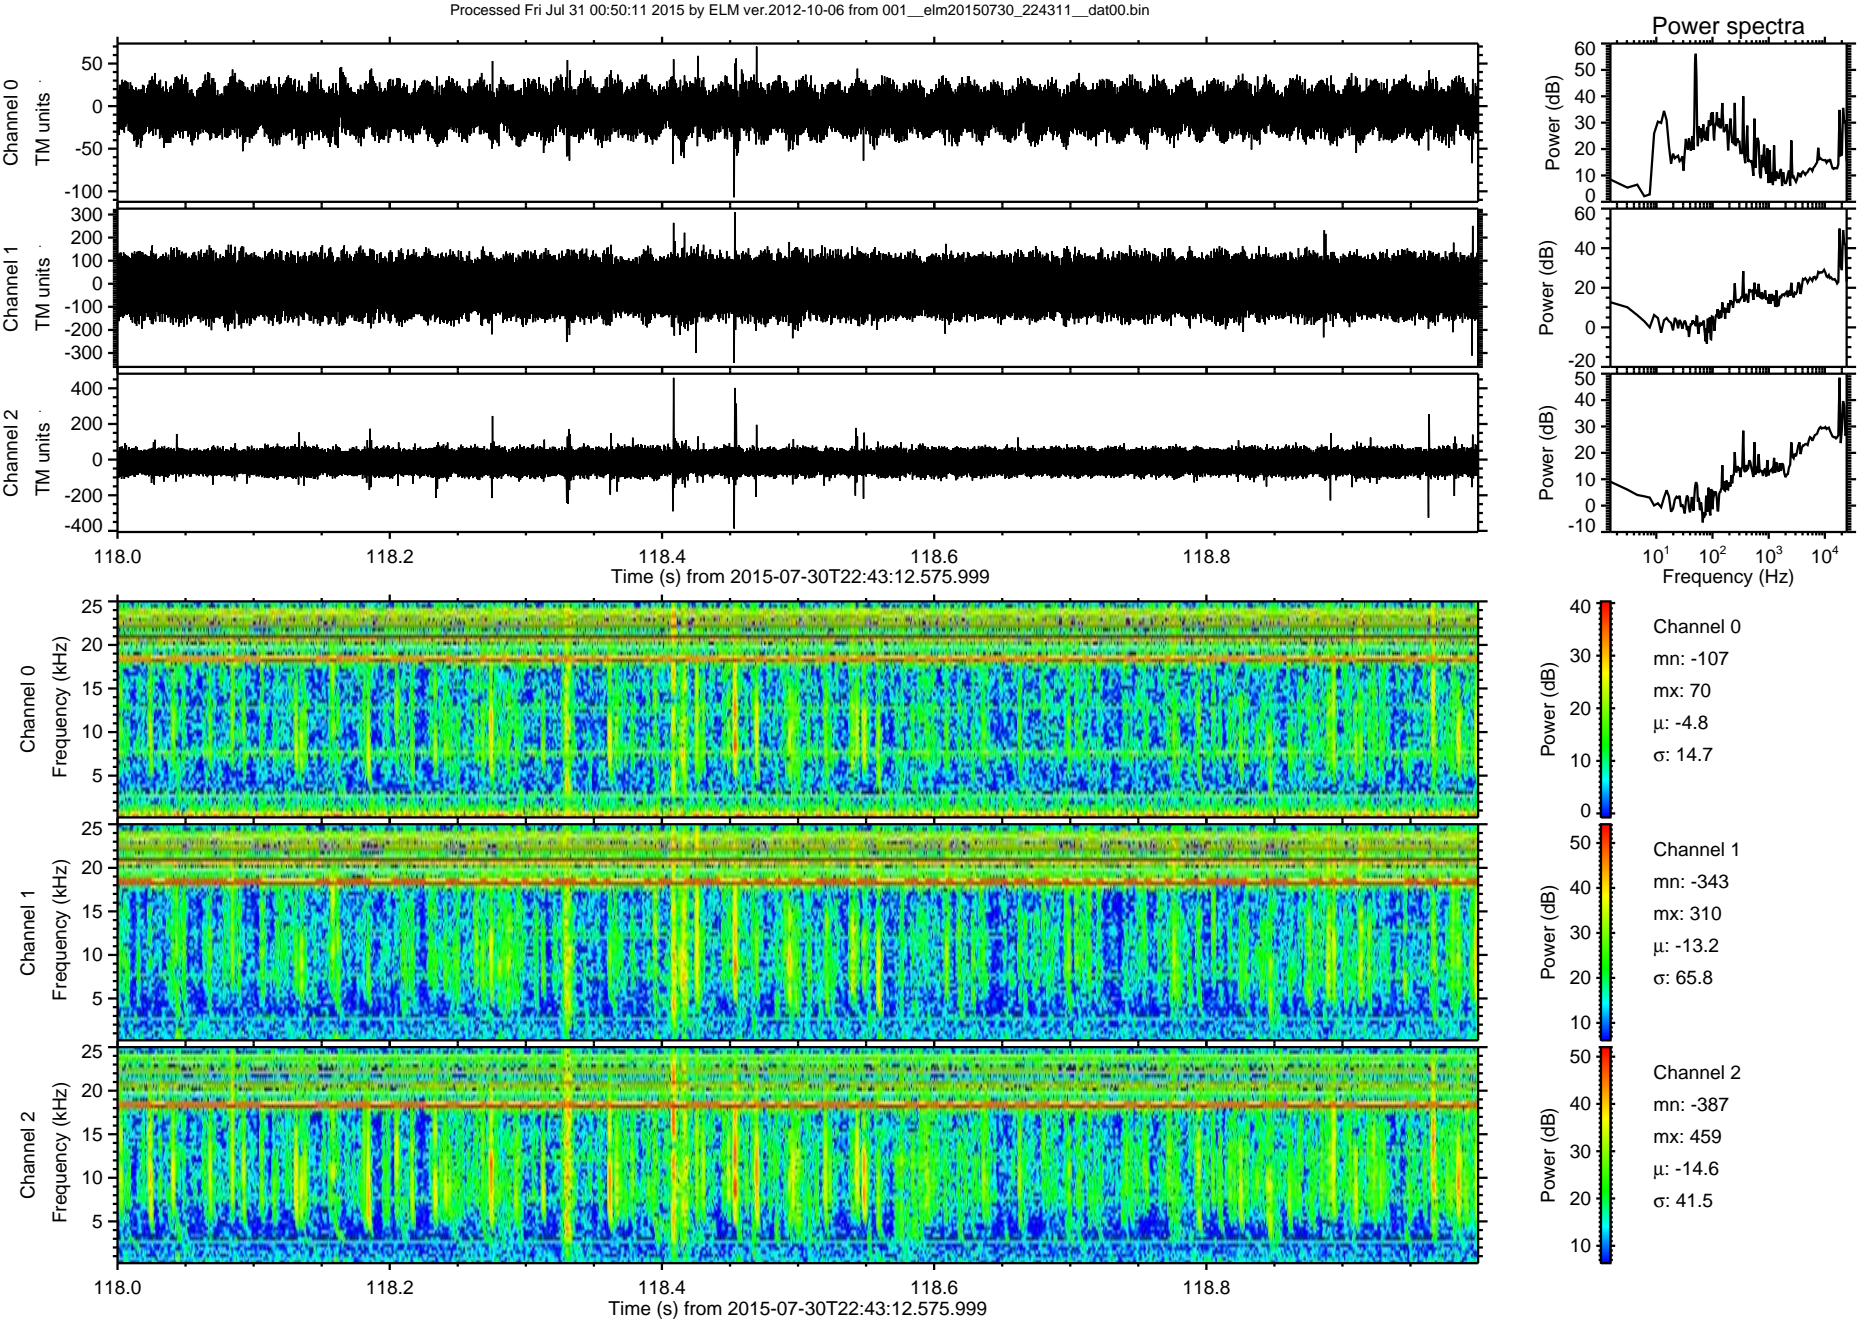 Processed Fri Jul 31 00:50:11 2015 by ELM ver.2012-10-06 from 001__elm20150730_224311__dat00.bin
Power spectra
Channel 0
TM units
50
0
-50
-100
Power (dB)
60
50
40
30
20
10
0
Channel 1
TM units
300
200
100
0
-100
-200
-300
Power (dB)
60
40
20
0
-20
Channel 2
TM units
400
200
0
-200
-400
Power (dB)
50
40
30
20
10
0
-10
118.0 118.2 118.4 118.6 118.8
Time (s) from 2015-07-30T22:43:12.575.999
10^1 10^2 10^3 10^4
Frequency (Hz)
Channel 0
Frequency (kHz)
25
20
15
10
5
Power (dB)
40
30
20
10
0
Channel 0
mn: -107
mx: 70
μ: -4.8
σ: 14.7
Channel 1
Frequency (kHz)
25
20
15
10
5
Power (dB)
50
40
30
20
10
Channel 1
mn: -343
mx: 310
μ: -13.2
σ: 65.8
Channel 2
Frequency (kHz)
25
20
15
10
5
Power (dB)
50
40
30
20
10
Channel 2
mn: -387
mx: 459
μ: -14.6
σ: 41.5
118.0 118.2 118.4 118.6 118.8
Time (s) from 2015-07-30T22:43:12.575.999